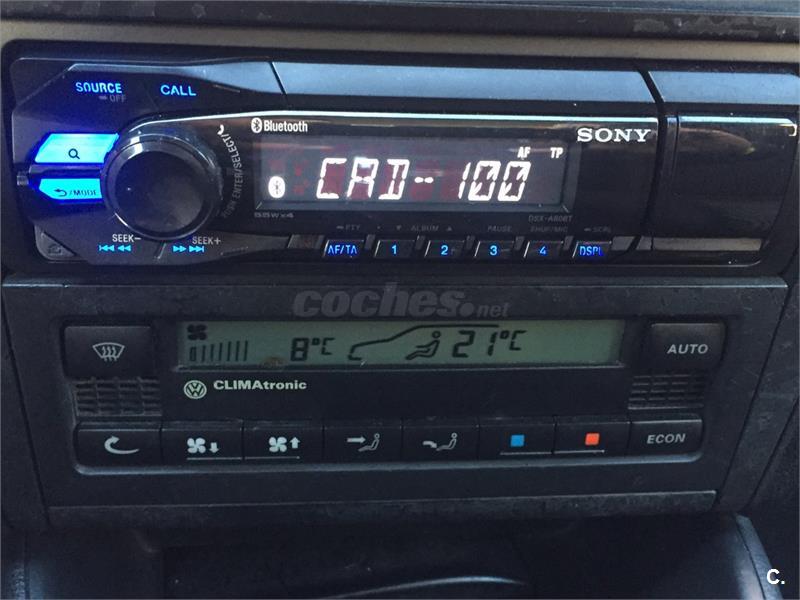 SOURCE
OFF
CALL
Bluetooth
SONY
AF TP
CAD--100
PUSH ENTER/SELECT/
/MODE
55W x 4
DSX-A80BT
SEEK–
SEEK+
PTY
ALBUM
PAUSE
SHUF/MIC
SCRL
AF/TA
1
2
3
4
DSPL
coches.net
8°C
21°C
AUTO
CLIMAtronic
ECON
C.